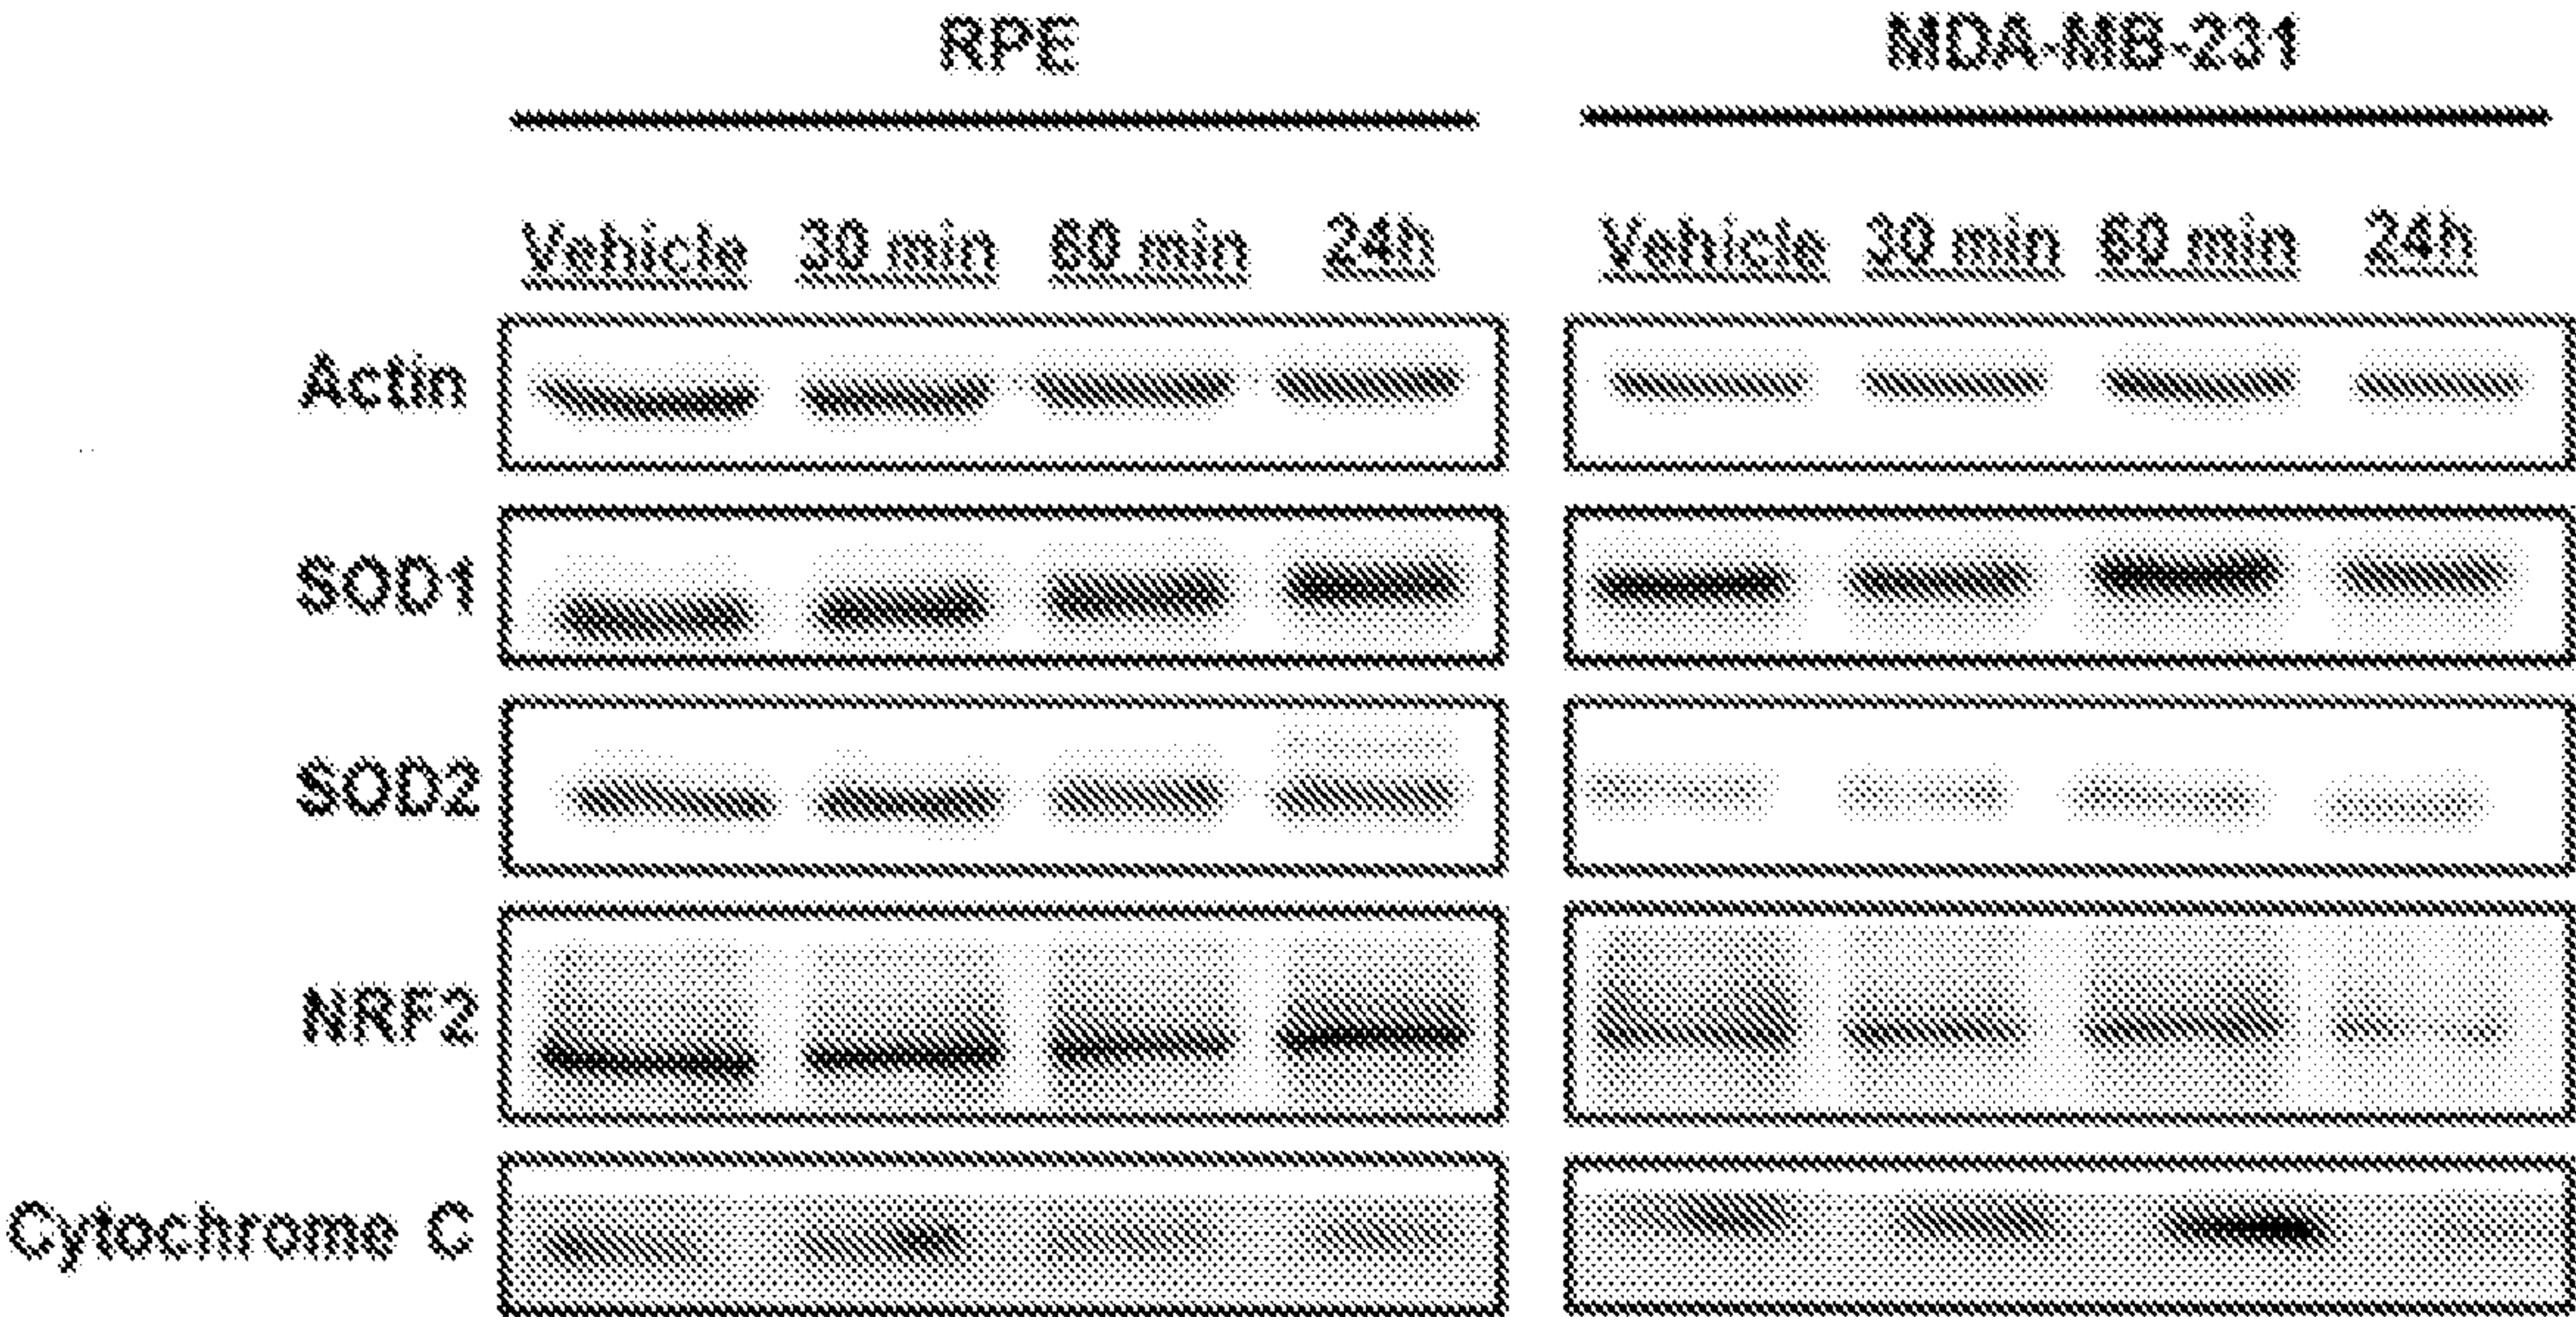 RPE MDA-MB-231
Vehicle 30 min 60 min 24h Vehicle 30 min 60 min 24h
Actin
SOD1
SOD2
NRF2
Cytochrome C